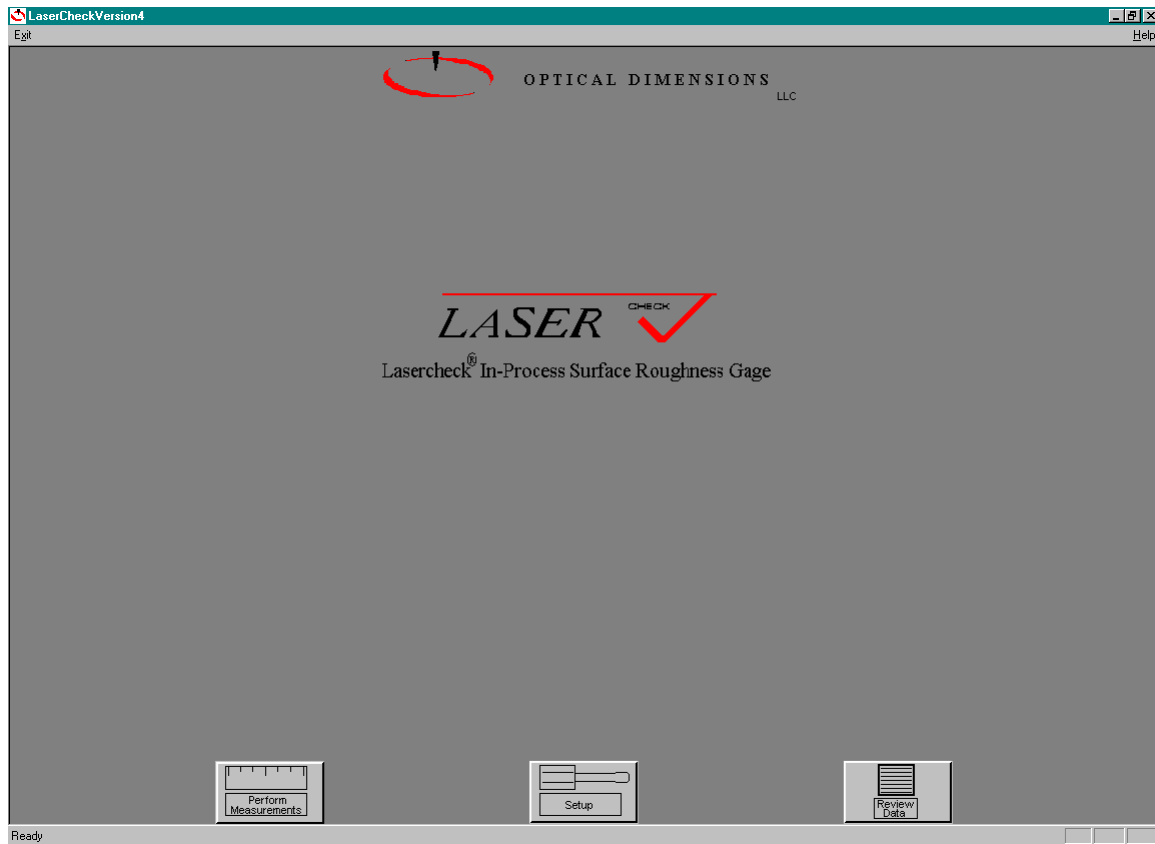 LaserCheckVersion4
Exit Help
OPTICAL DIMENSIONS
LLC
CHECK
LASER
Lasercheck® In-Process Surface Roughness Gage
Perform
Measurements
Setup
Review
Data
Ready